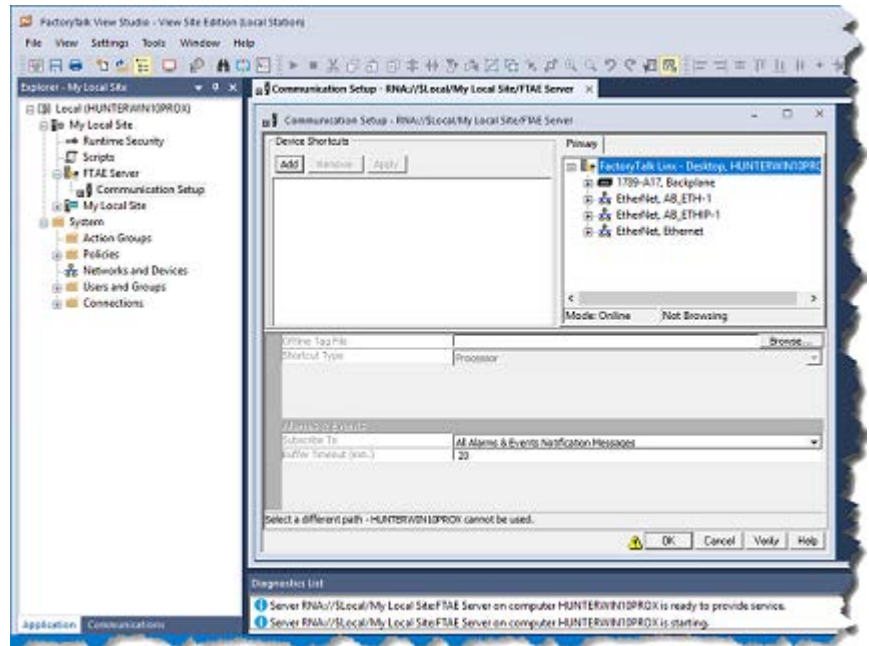 FactoryTalk View Studio - View Site Edition (Local Station)
File View Settings Tools Window Help
Explorer - My Local Site
Local (HUNTERWIN10PROX)
My Local Site
Runtime Security
Scripts
FTAE Server
Communication Setup
My Local Site
System
Action Groups
Policies
Networks and Devices
Users and Groups
Connections
Application Communications
Communication Setup - RNA://$Local/My Local Site/FTAE Server
Communication Setup - RNA://$Local/My Local Site/FTAE Server
Device Shortcuts
Add Remove Apply
Primary
FactoryTalk Linx - Desktop, HUNTERWIN10PRO
1789-A17, Backplane
EtherNet, AB_ETH-1
EtherNet, AB_ETHIP-1
EtherNet, Ethernet
Mode: Online Not Browsing
Offline Tag File Browse...
Shortcut Type Processor
Alarms & Events
Subscribe To All Alarms & Events Notification Messages
Buffer Timeout (min.) 20
Select a different path - HUNTERWIN10PROX cannot be used.
OK Cancel Verify Help
Diagnostics List
Server RNA://$Local/My Local Site:FTAE Server on computer HUNTERWIN10PROX is ready to provide service.
Server RNA://$Local/My Local Site:FTAE Server on computer HUNTERWIN10PROX is starting.